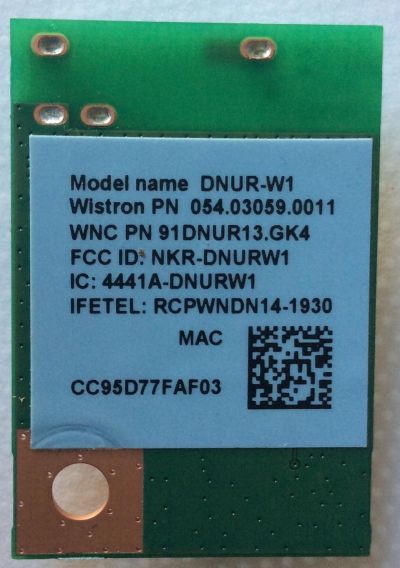 Model name DNUR-W1
Wistron PN 054.03059.0011
WNC PN 91DNUR13.GK4
FCC ID: NKR-DNURW1
IC: 4441A-DNURW1
IFETEL: RCPWNDN14-1930
MAC
CC95D77FAF03